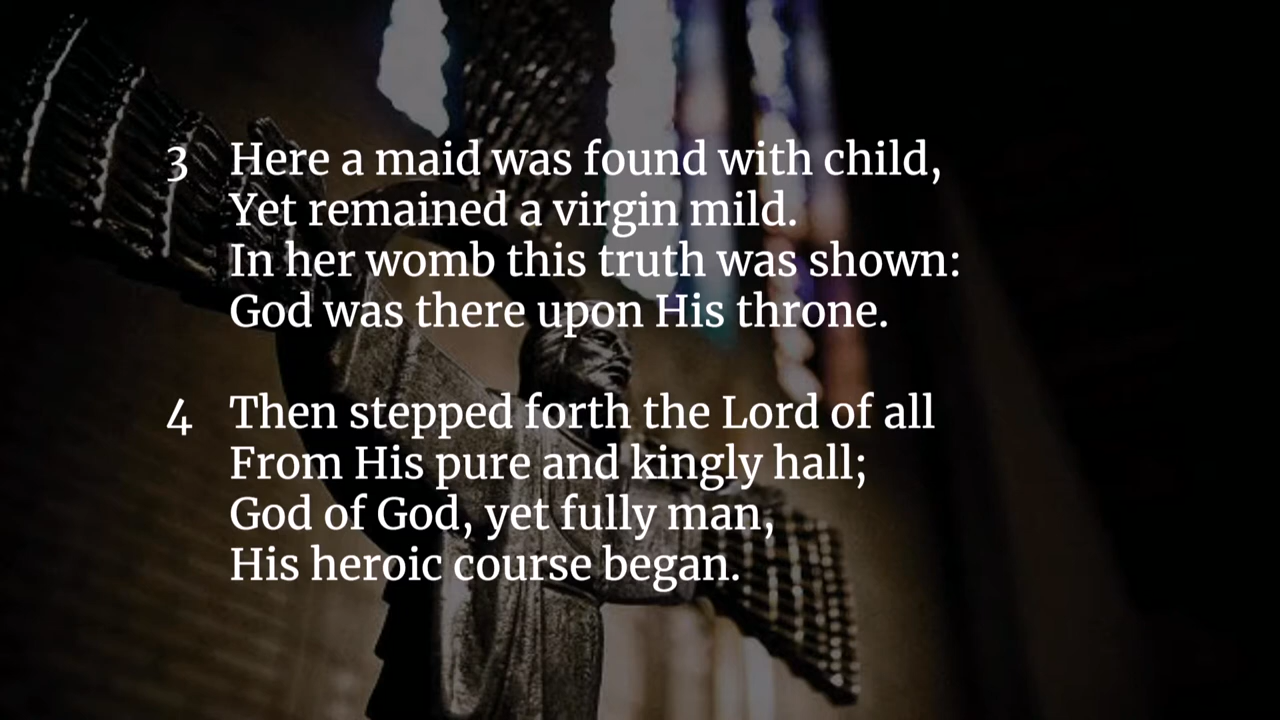 3 Here a maid was found with child,
Yet remained a virgin mild.
In her womb this truth was shown:
God was there upon His throne.
4 Then stepped forth the Lord of all
From His pure and kingly hall;
God of God, yet fully man,
His heroic course began.